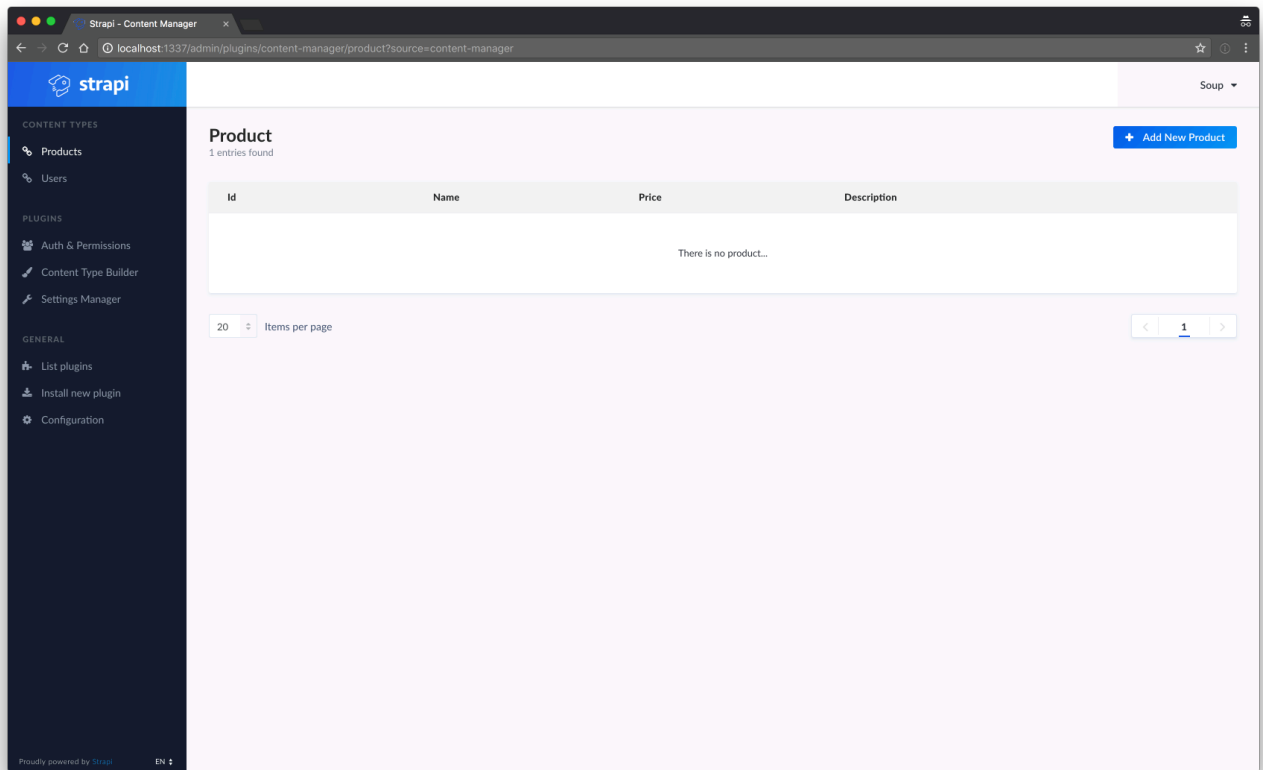 Strapi - Content Manager
localhost:1337/admin/plugins/content-manager/product?source=content-manager
strapi
Soup
CONTENT TYPES
Products
Users
PLUGINS
Auth & Permissions
Content Type Builder
Settings Manager
GENERAL
List plugins
Install new plugin
Configuration
Proudly powered by Strapi
EN
Product
1 entries found
Add New Product
Id Name Price Description
There is no product...
20 Items per page
1